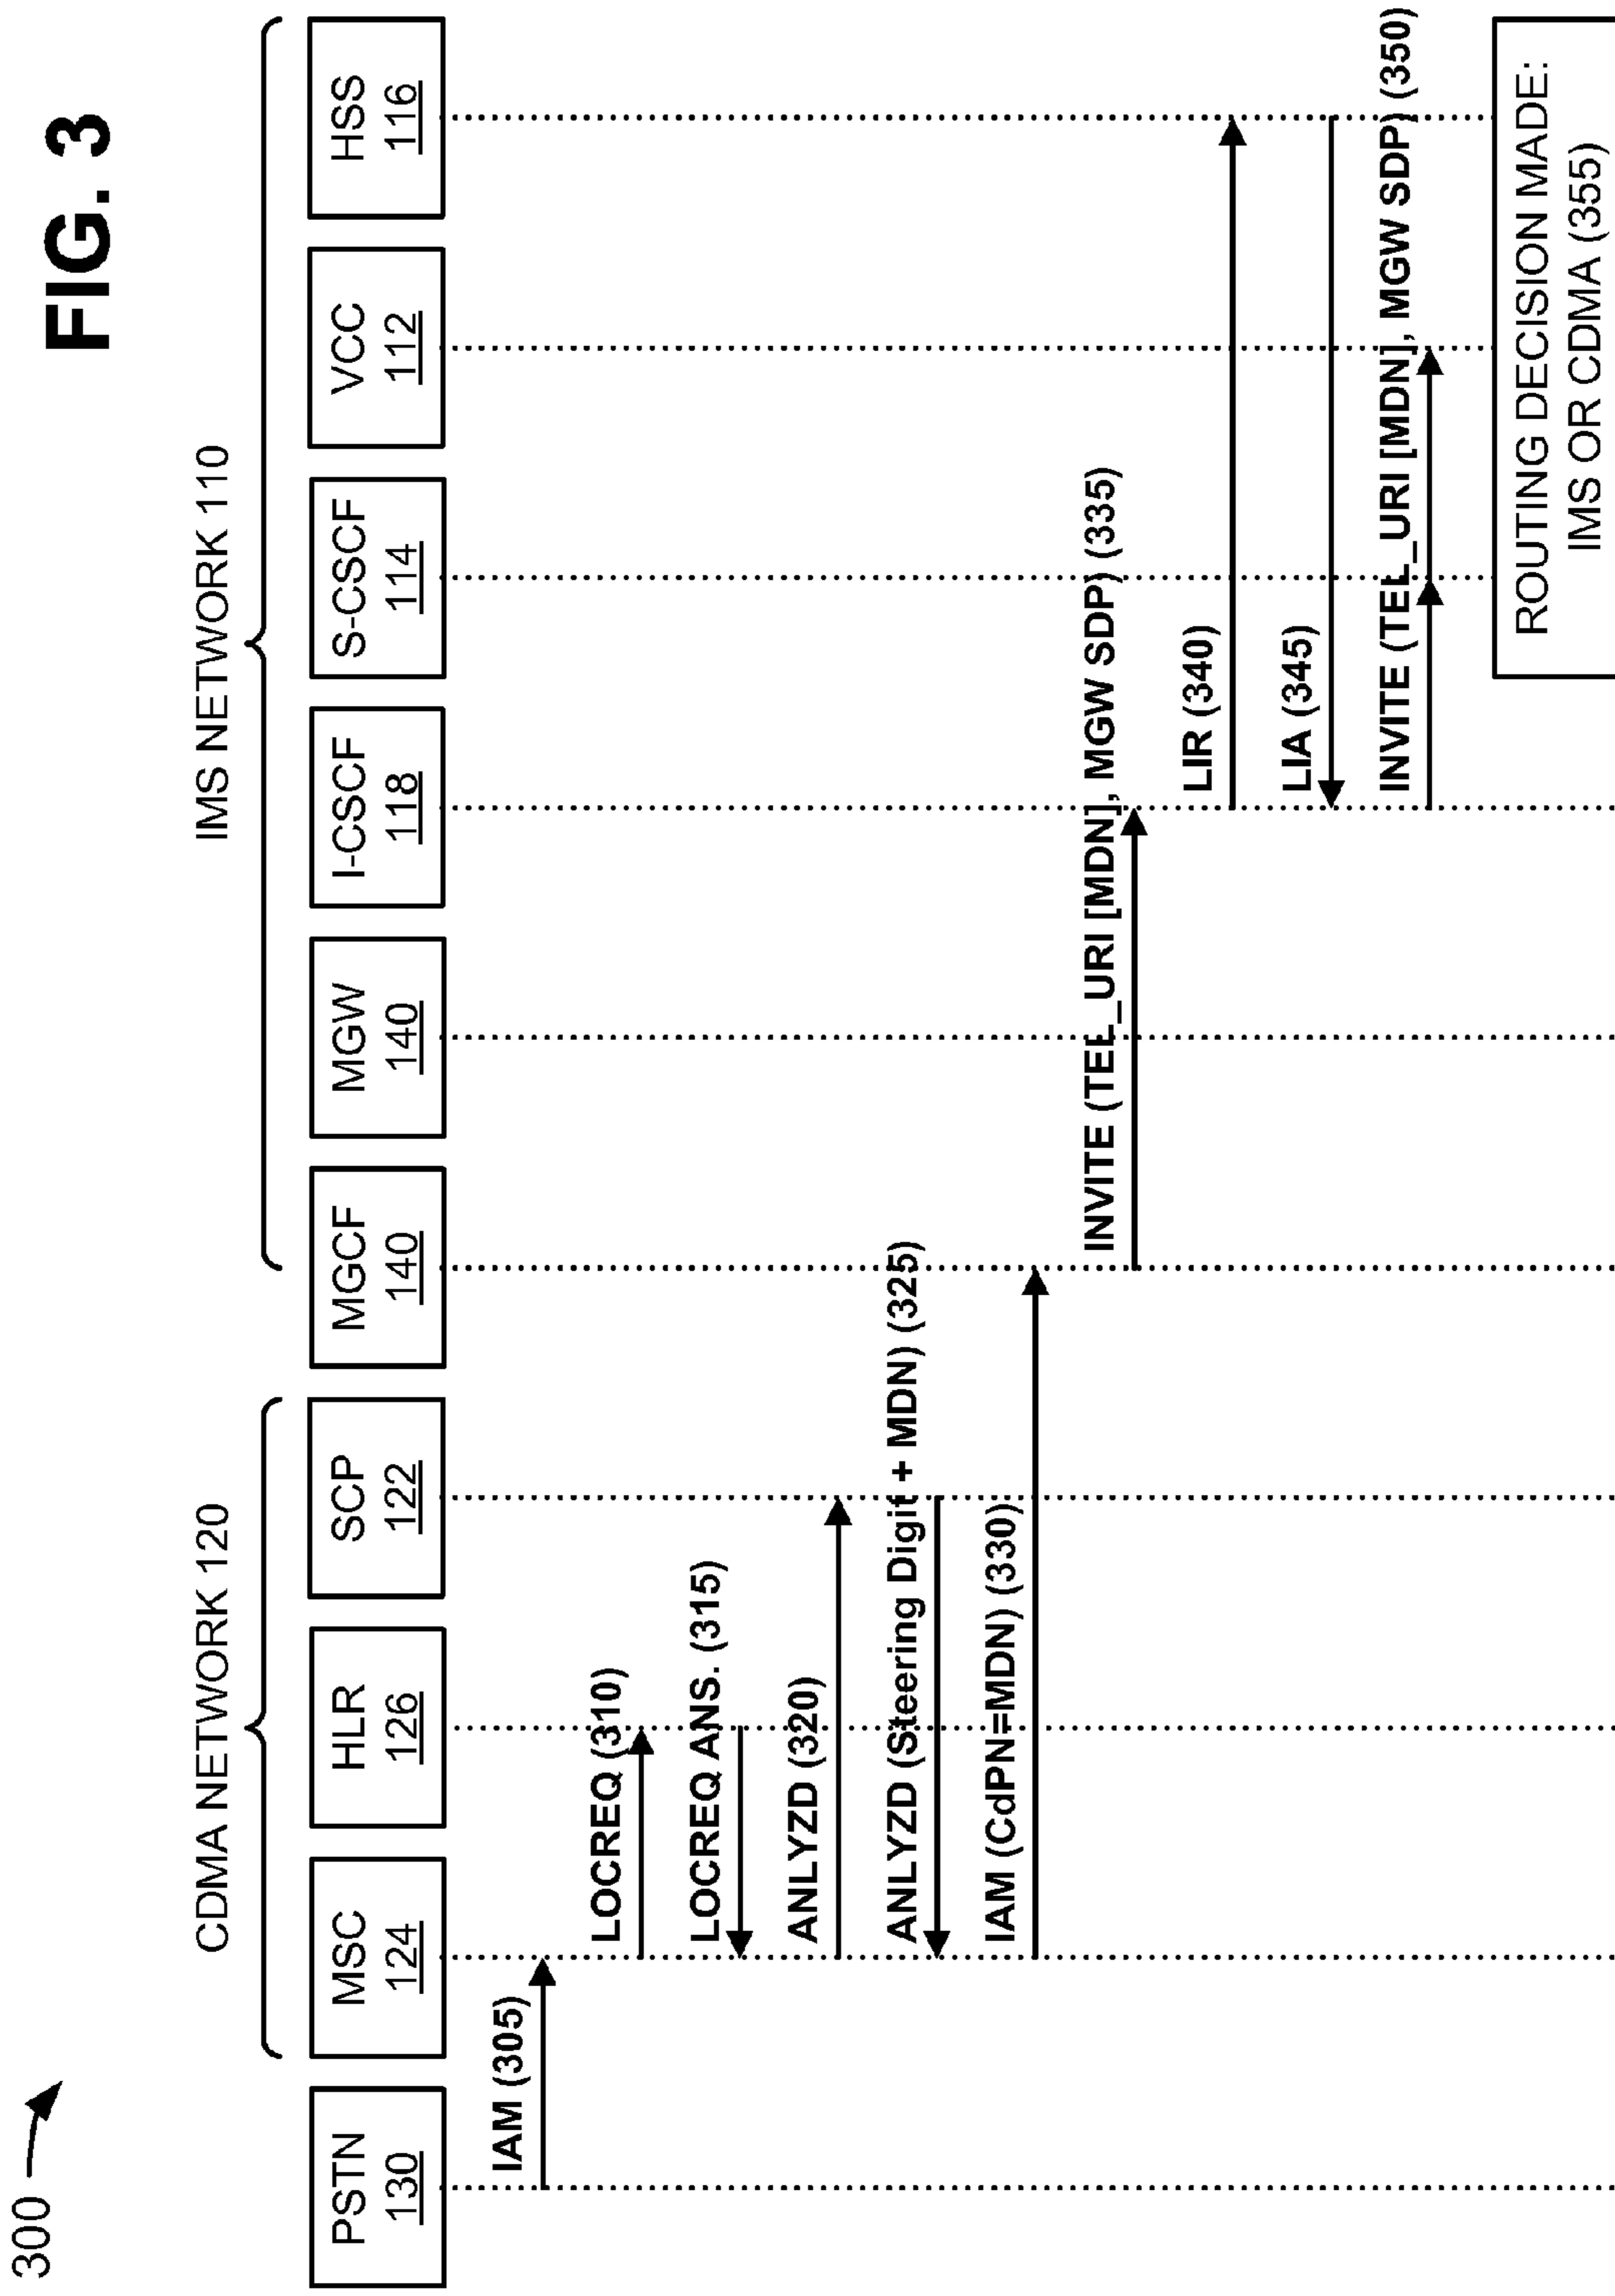 300
FIG. 3
CDMA NETWORK 120
IMS NETWORK 110
PSTN
130
MSC
124
HLR
126
SCP
122
MGCF
140
MGW
140
I-CSCF
118
S-CSCF
114
VCC
112
HSS
116
IAM (305)
LOCREQ (310)
LOCREQ ANS. (315)
ANLYZD (320)
ANLYZD (Steering Digit + MDN) (325)
IAM (CdPN=MDN) (330)
INVITE (TEL_URI [MDN], MGW SDP) (335)
LIR (340)
LIA (345)
INVITE (TEL_URI [MDN], MGW SDP) (350)
ROUTING DECISION MADE:
IMS OR CDMA (355)